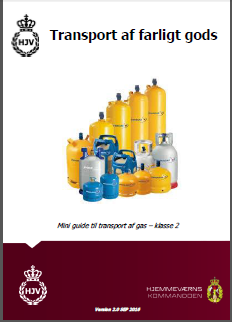 HJV
Transport af farligt gods
Mini guide til transport af gas – klasse 2
HJV
HJEMMEVÆRNS
KOMMANDOEN
Version 2.0 SEP 2016